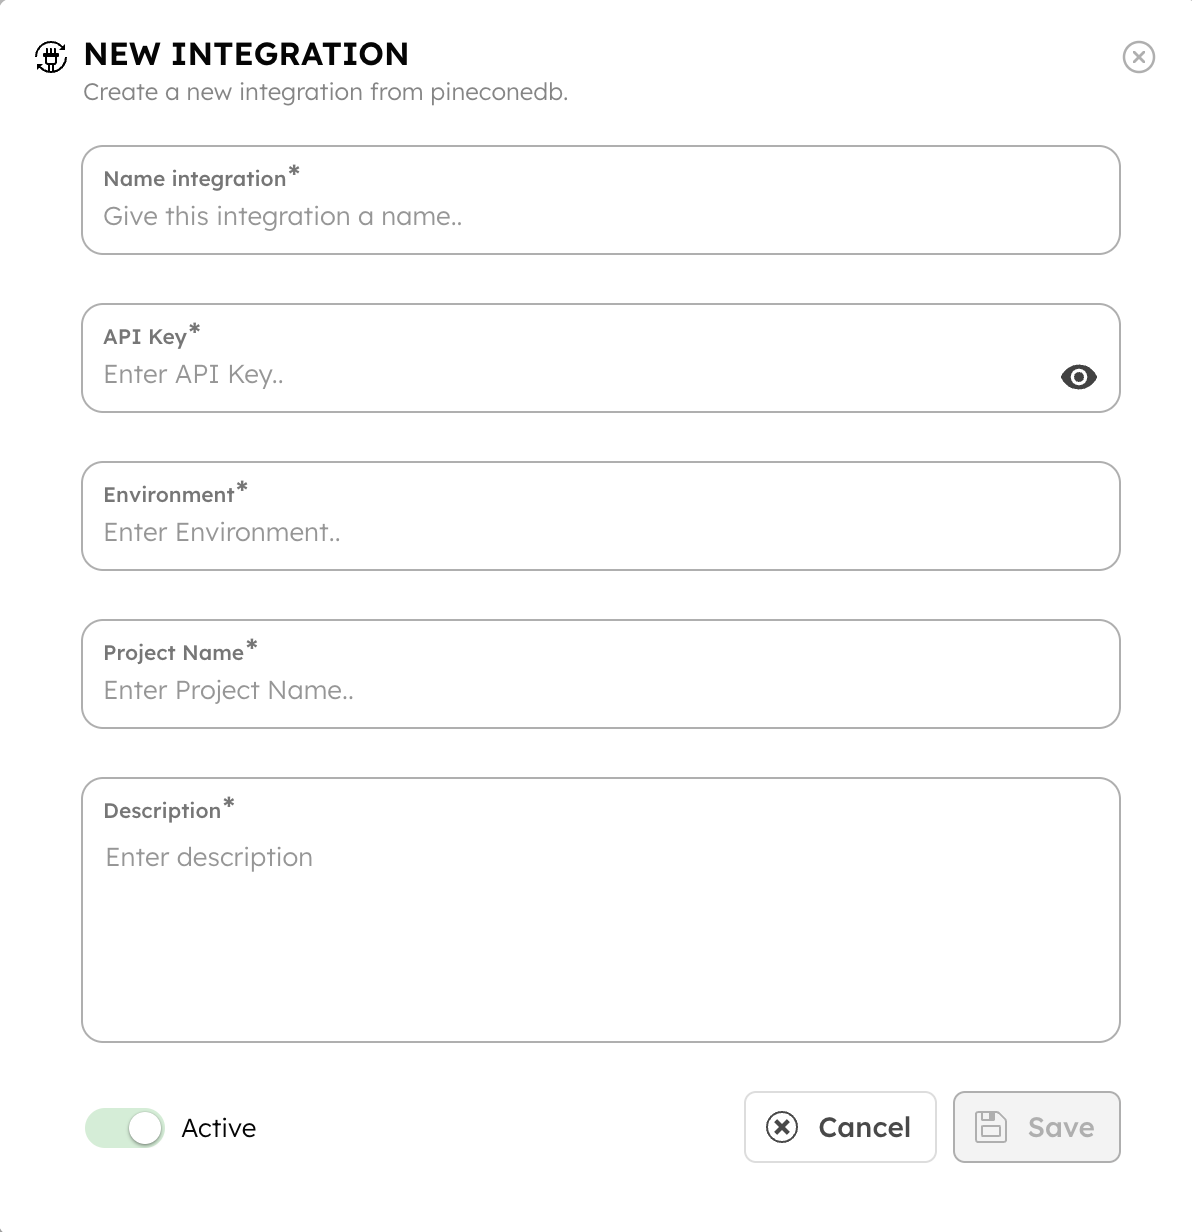 NEW INTEGRATION
Create a new integration from pineconedb.
Name integration*
Give this integration a name..
API Key*
Enter API Key..
Environment*
Enter Environment..
Project Name*
Enter Project Name..
Description*
Enter description
Active
Cancel
Save